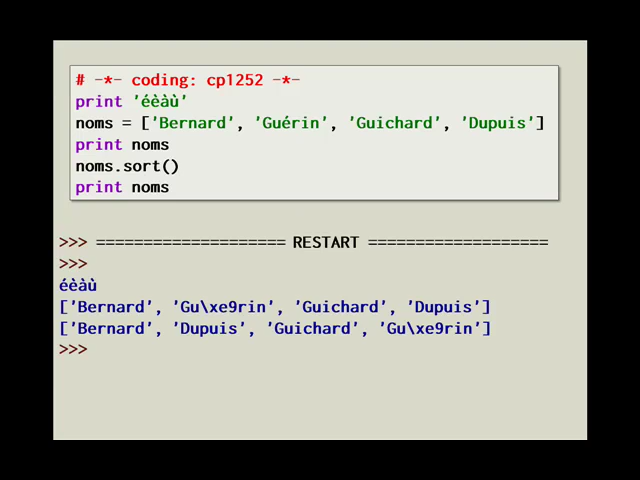 # -*- coding: cp1252 -*-
print 'éèàù'
noms = ['Bernard', 'Guérin', 'Guichard', 'Dupuis']
print noms
noms.sort()
print noms
>>> ==================== RESTART ===================
>>>
éèàù
['Bernard', 'Gu\xe9rin', 'Guichard', 'Dupuis']
['Bernard', 'Dupuis', 'Guichard', 'Gu\xe9rin']
>>>